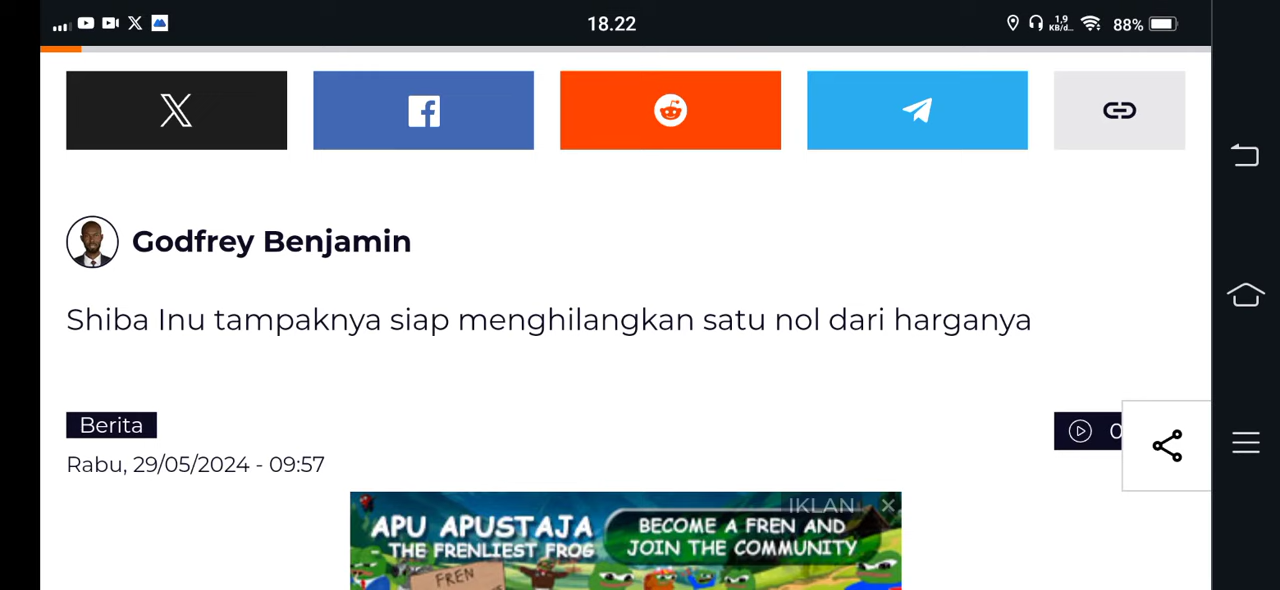 18.22
1,9
KB/d...
88%
Godfrey Benjamin
Shiba Inu tampaknya siap menghilangkan satu nol dari harganya
Berita
0
Rabu, 29/05/2024 - 09:57
IKLAN
APU APUSTAJA
- THE FRENLIEST FROG
BECOME A FREN AND
JOIN THE COMMUNITY
FREN